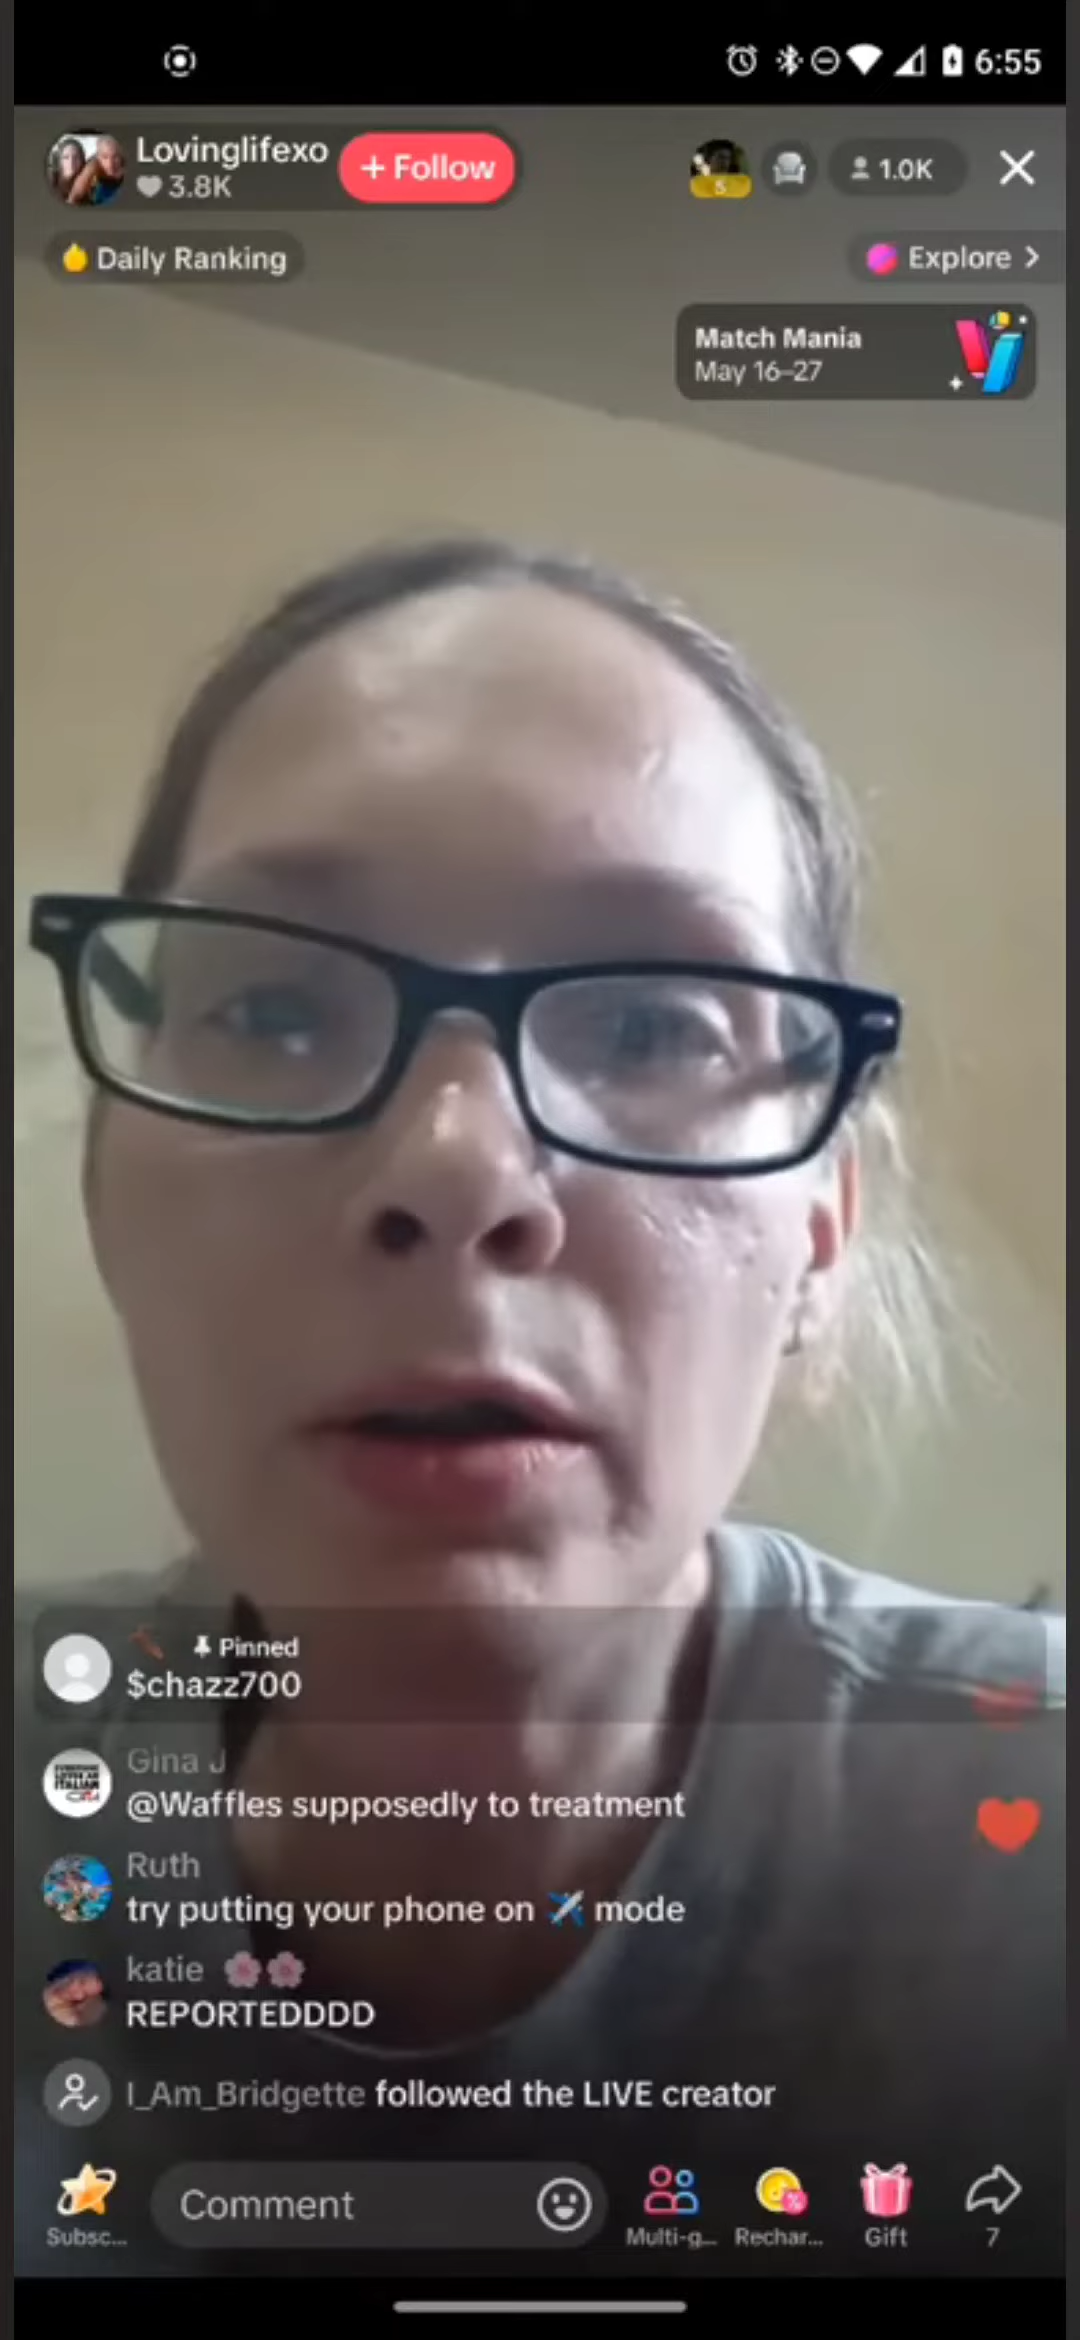 6:55
Lovinglifexo
3.8K
+ Follow
1.0K
Daily Ranking
Explore >
Match Mania
May 16–27
Pinned
$chazz700
Gina J
@Waffles supposedly to treatment
Ruth
try putting your phone on ✈️ mode
katie 🌸🌸
REPORTEDDDD
I_Am_Bridgette followed the LIVE creator
Comment
Subsc...
Multi-g...
Rechar...
Gift
7